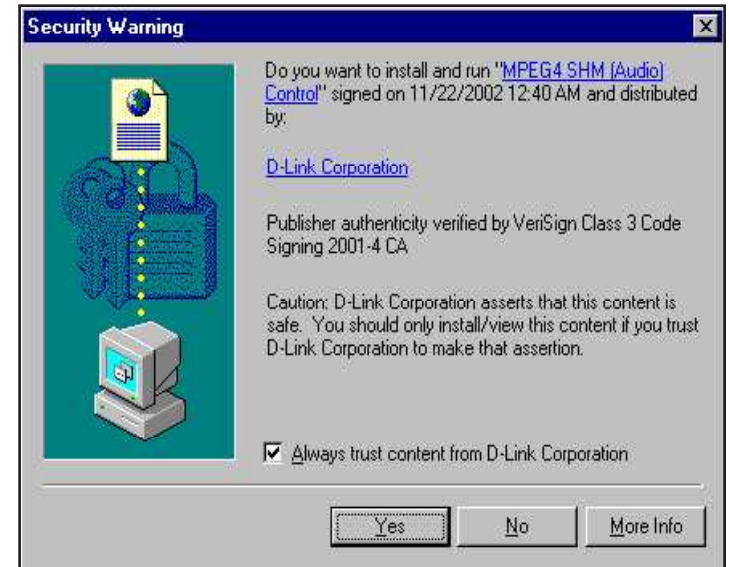 Security Warning
Do you want to install and run "MPEG4 SHM (Audio)
Control" signed on 11/22/2002 12:40 AM and distributed
by:
D-Link Corporation
Publisher authenticity verified by VeriSign Class 3 Code
Signing 2001-4 CA
Caution: D-Link Corporation asserts that this content is
safe.  You should only install/view this content if you trust
D-Link Corporation to make that assertion.
Always trust content from D-Link Corporation
Yes No More Info